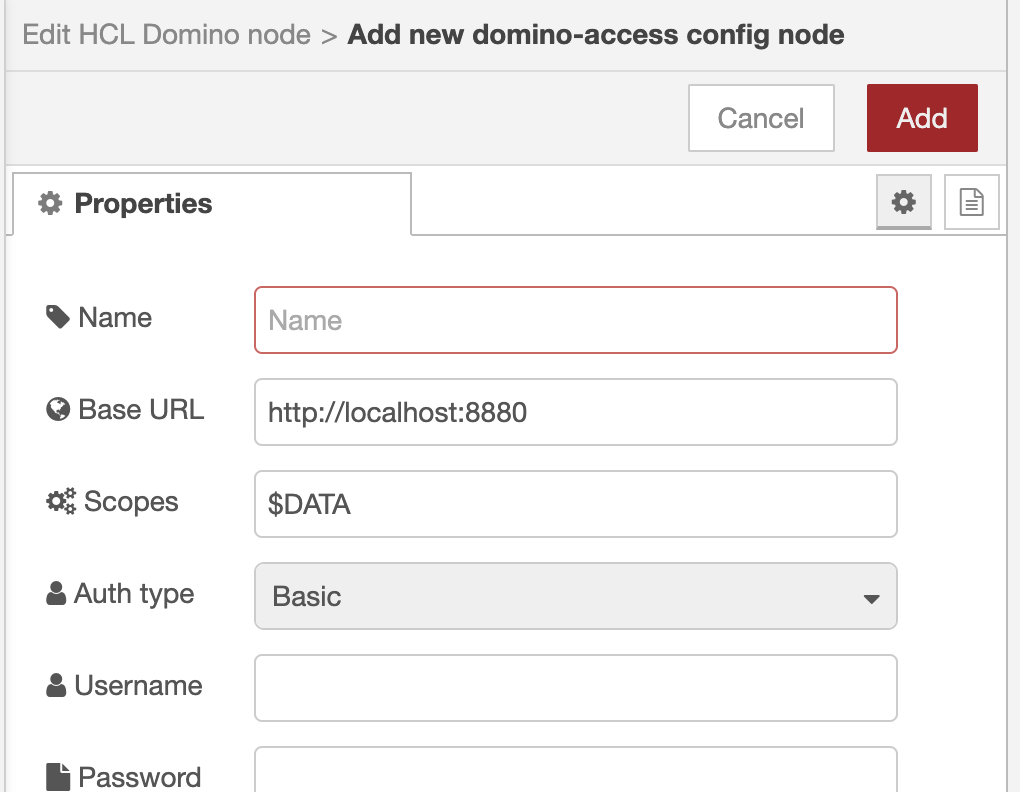 Edit HCL Domino node > Add new domino-access config node
Cancel
Add
Properties
Name
Name
Base URL
http://localhost:8880
Scopes
$DATA
Auth type
Basic
Username
Password